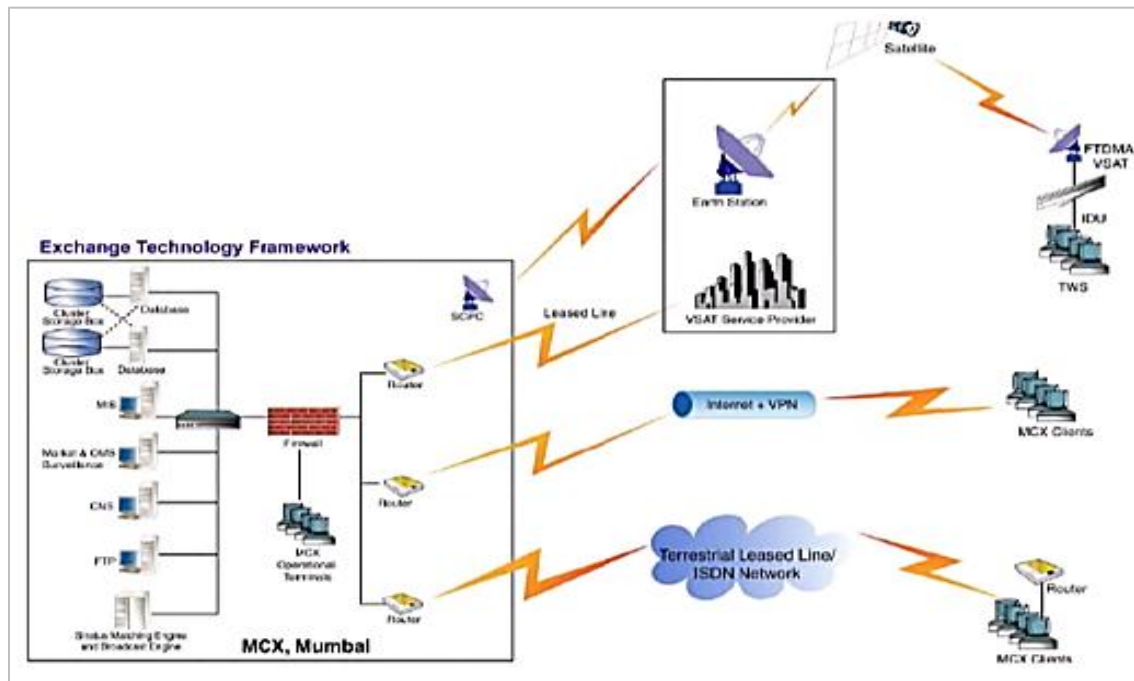 Satellite
FTDMA
VSAT
IDU
TWS
Earth Station
VSAT Service Provider
Exchange Technology Framework
SCPC
Leased Line
Cluster
Storage Box
Database
Cluster
Storage Box
Database
MIS
Market & CMS
Surveillance
CNS
FTP
Stratus Matching Engine
and Broadcast Engine
Firewall
MCX
Operational
Terminals
Router
Router
Router
MCX, Mumbai
Internet + VPN
MCX Clients
Terrestrial Leased Line/
ISDN Network
Router
MCX Clients